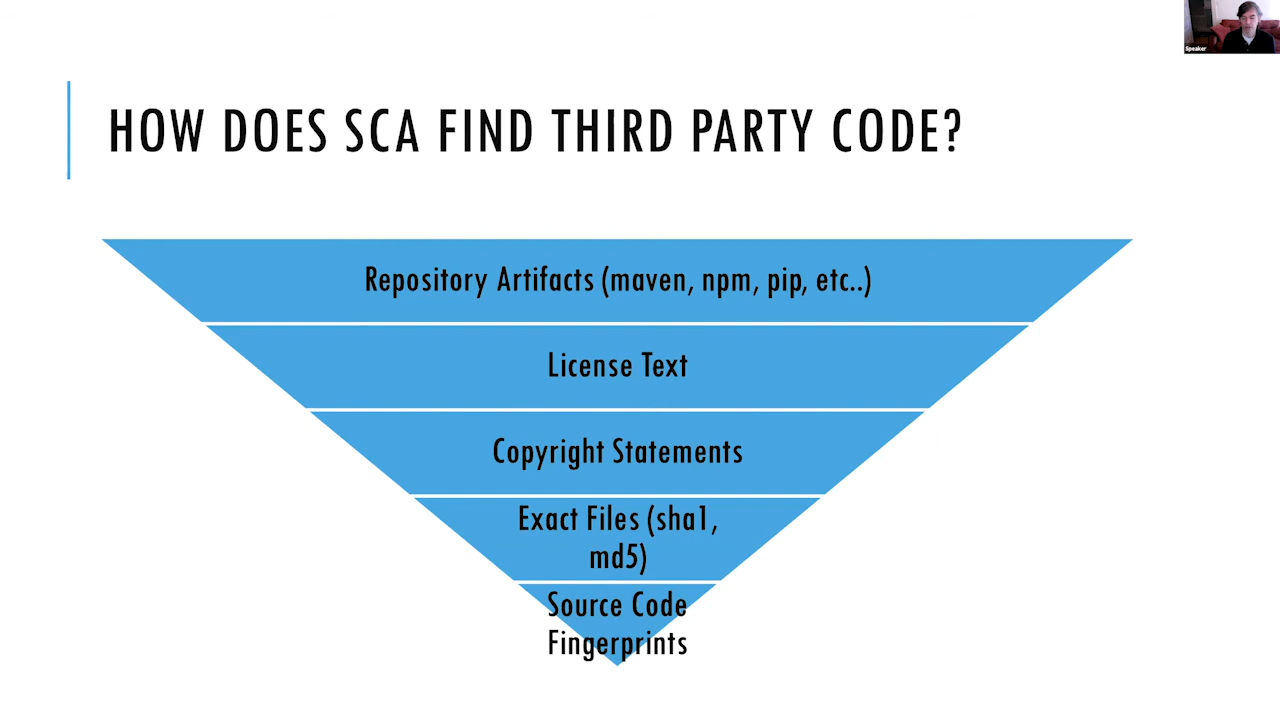 Speaker
HOW DOES SCA FIND THIRD PARTY CODE?
Repository Artifacts (maven, npm, pip, etc..)
License Text
Copyright Statements
Exact Files (sha1,
md5)
Source Code
Fingerprints